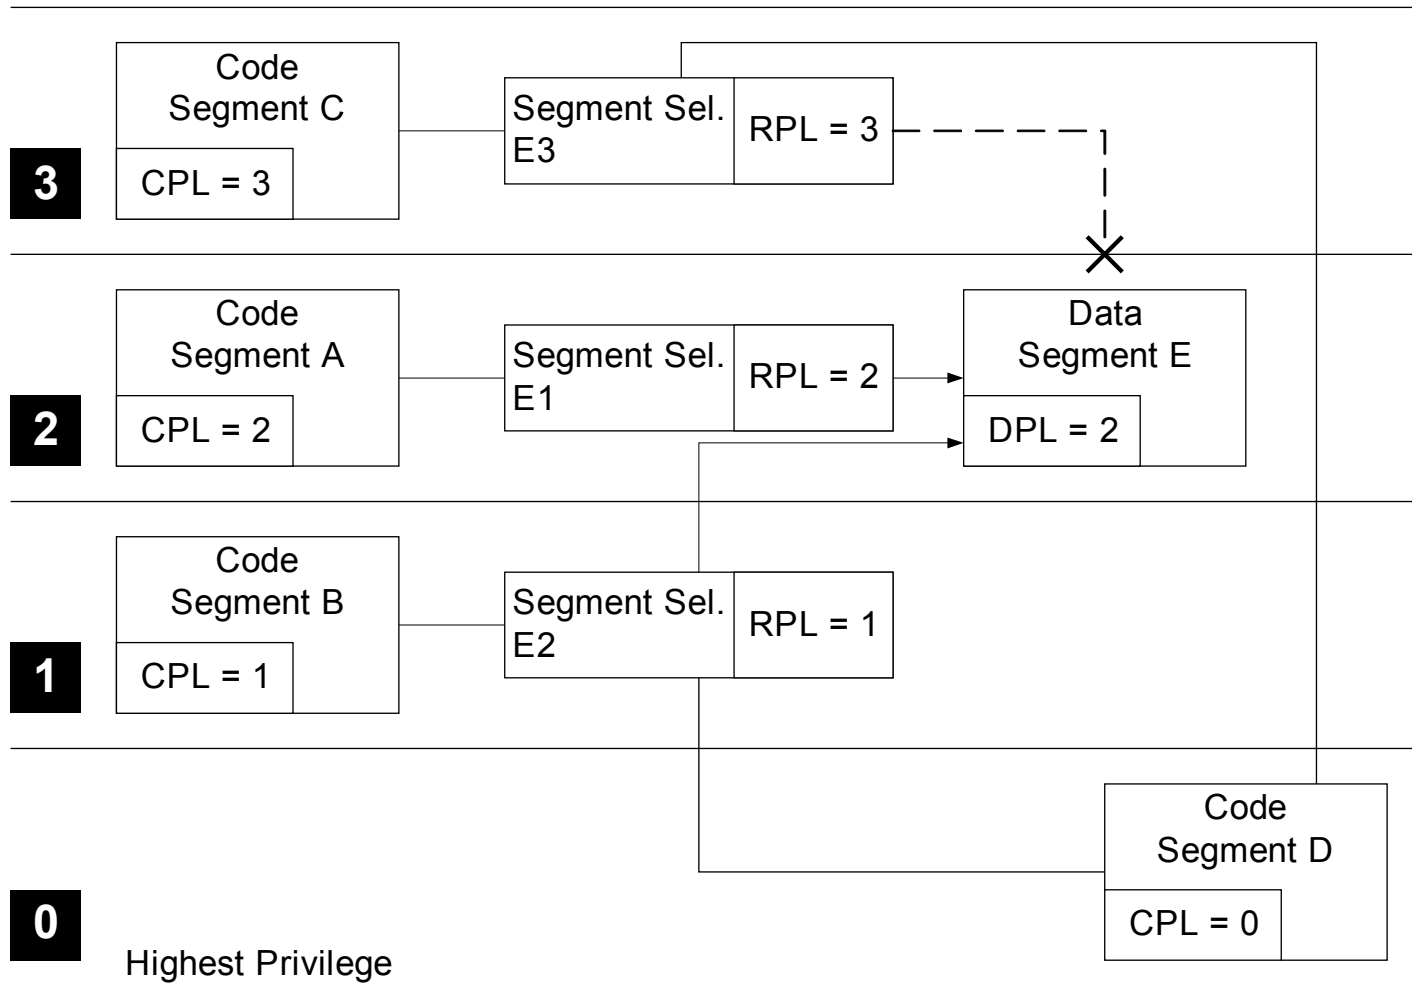 Code
Segment C
CPL = 3
Segment Sel.
E3
RPL = 3
3
Code
Segment A
CPL = 2
Segment Sel.
E1
RPL = 2
Data
Segment E
DPL = 2
2
Code
Segment B
CPL = 1
Segment Sel.
E2
RPL = 1
1
Code
Segment D
CPL = 0
0
Highest Privilege